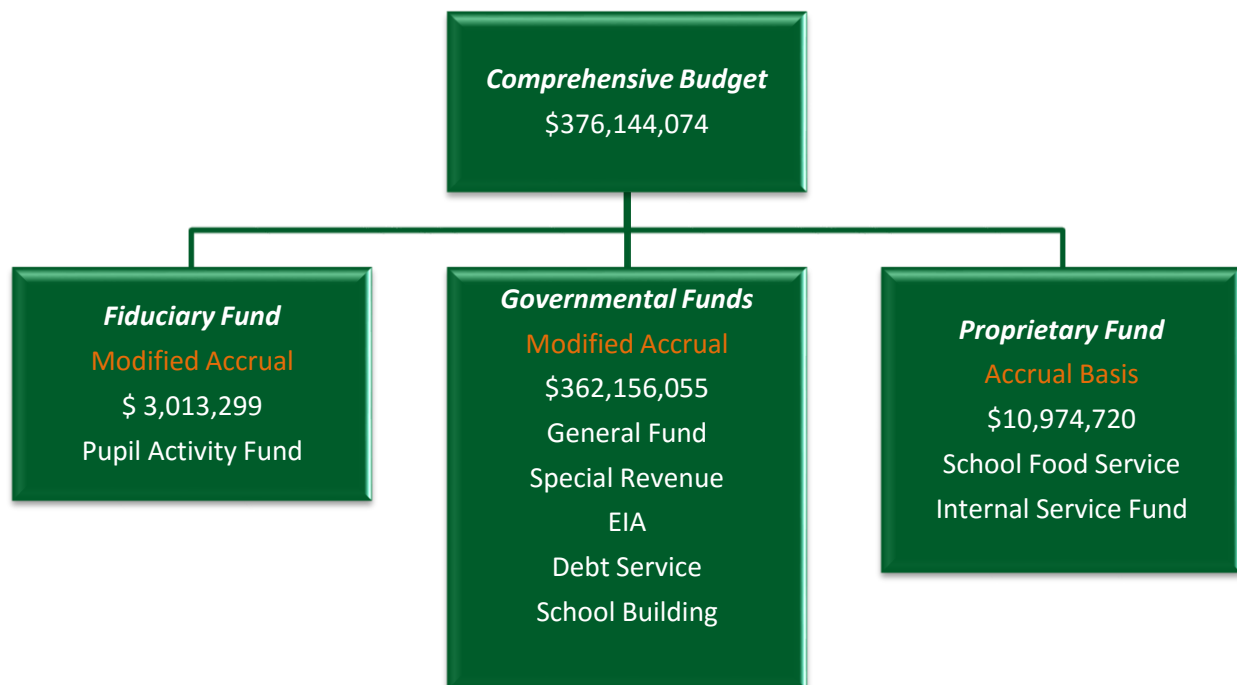 Comprehensive Budget
$376,144,074
Fiduciary Fund
Modified Accrual
$ 3,013,299
Pupil Activity Fund
Governmental Funds
Modified Accrual
$362,156,055
General Fund
Special Revenue
EIA
Debt Service
School Building
Proprietary Fund
Accrual Basis
$10,974,720
School Food Service
Internal Service Fund